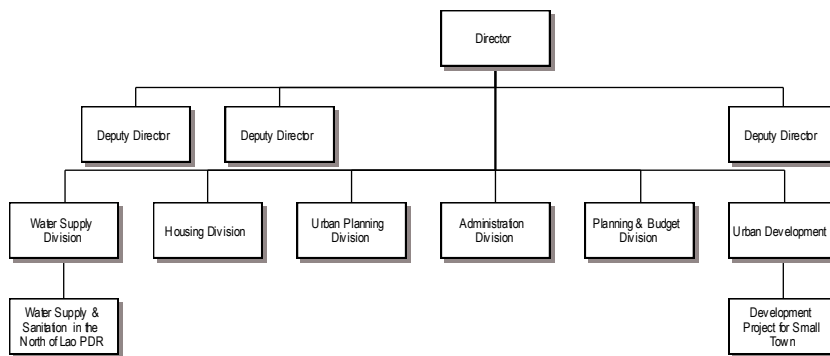 Director
Deputy Director
Deputy Director
Deputy Director
Water Supply
Division
Housing Division
Urban Planning
Division
Administration
Division
Planning & Budget
Division
Urban Development
Water Supply &
Sanitation in the
North of Lao PDR
Development
Project for Small
Town